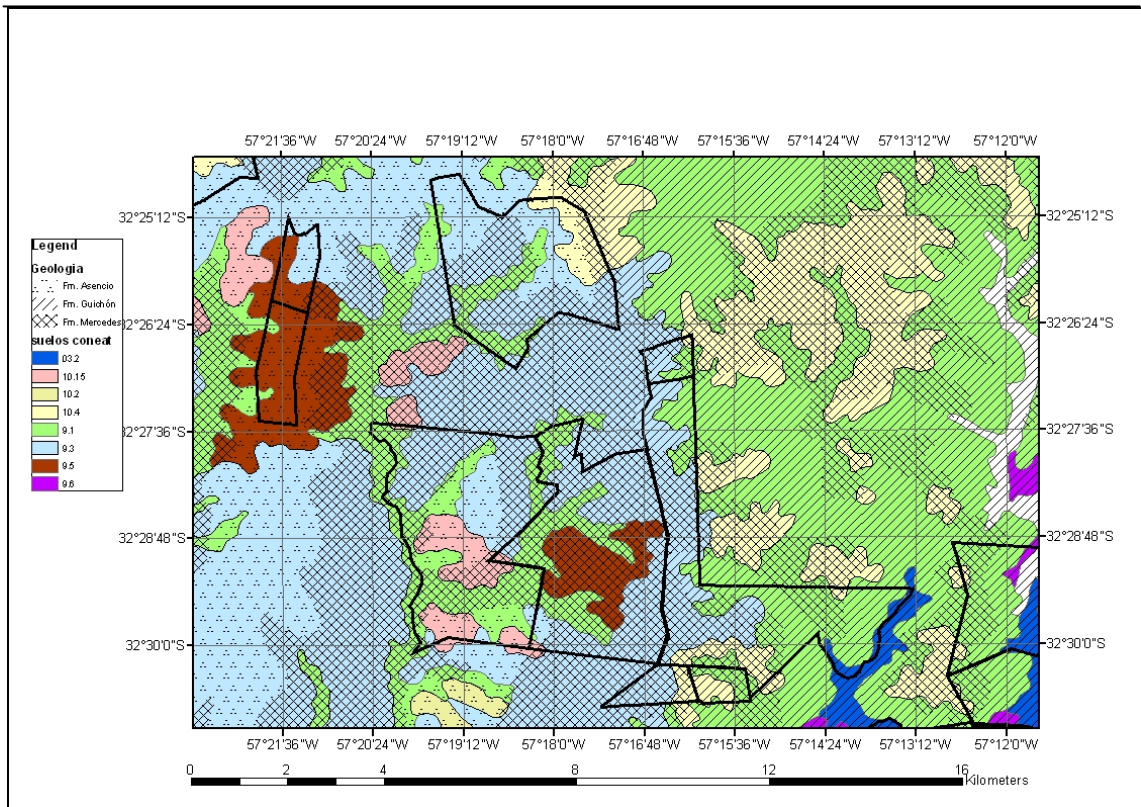 57°21'36"W 57°20'24"W 57°19'12"W 57°18'0"W 57°16'48"W 57°15'36"W 57°14'24"W 57°13'12"W 57°12'0"W
32°25'12"S 32°25'12"S
Legend
Geologia
Fm. Asencio
Fm. Guichón
Fm. Mercedes
32°26'24"S 32°26'24"S
suelos coneat
03.2
10.15
10.2
10.4
9.1
9.3
9.5
9.6
32°27'36"S 32°27'36"S
32°28'48"S 32°28'48"S
32°30'0"S 32°30'0"S
57°21'36"W 57°20'24"W 57°19'12"W 57°18'0"W 57°16'48"W 57°15'36"W 57°14'24"W 57°13'12"W 57°12'0"W
0 2 4 8 12 16
Kilometers